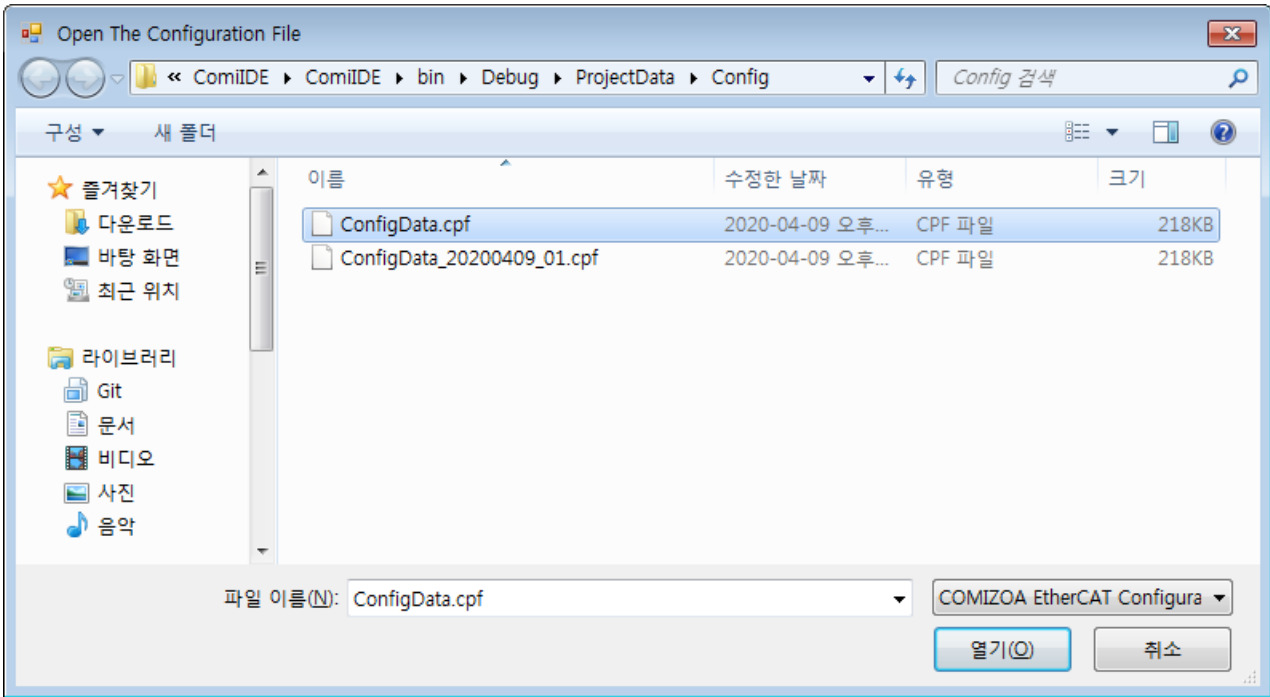 Open The Configuration File
« ComiIDE ▸ ComiIDE ▸ bin ▸ Debug ▸ ProjectData ▸ Config
Config 검색
구성 ▼ 새 폴더
이름 수정한 날짜 유형 크기
ConfigData.cpf 2020-04-09 오후... CPF 파일 218KB
ConfigData_20200409_01.cpf 2020-04-09 오후... CPF 파일 218KB
즐겨찾기
다운로드
바탕 화면
최근 위치
라이브러리
Git
문서
비디오
사진
음악
파일 이름(N): ConfigData.cpf
COMIZOA EtherCAT Configura
열기(O) 취소